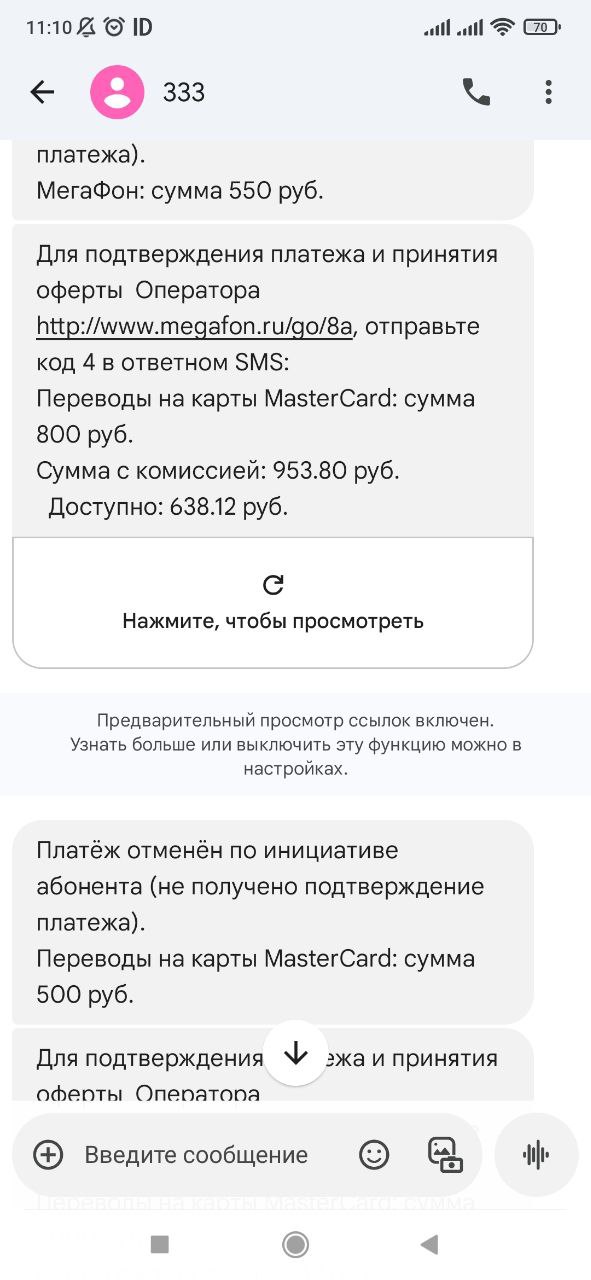 11:10 ID 70
333
платежа).
МегаФон: сумма 550 руб.
Для подтверждения платежа и принятия
оферты Оператора
http://www.megafon.ru/go/8a, отправьте
код 4 в ответном SMS:
Переводы на карты MasterCard: сумма
800 руб.
Сумма с комиссией: 953.80 руб.
Доступно: 638.12 руб.
Нажмите, чтобы просмотреть
Предварительный просмотр ссылок включен.
Узнать больше или выключить эту функцию можно в
настройках.
Платёж отменён по инициативе
абонента (не получено подтверждение
платежа).
Переводы на карты MasterCard: сумма
500 руб.
Для подтверждения ежа и принятия
оферты Оператора
Введите сообщение
Переводы на карты MasterCard: сумма